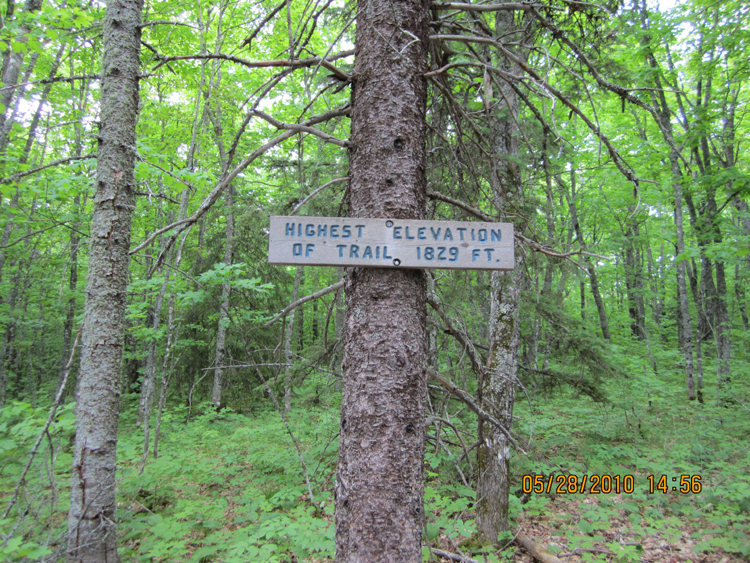 HIGHEST ELEVATION
OF TRAIL 1829 FT.
05/28/2010 14:56